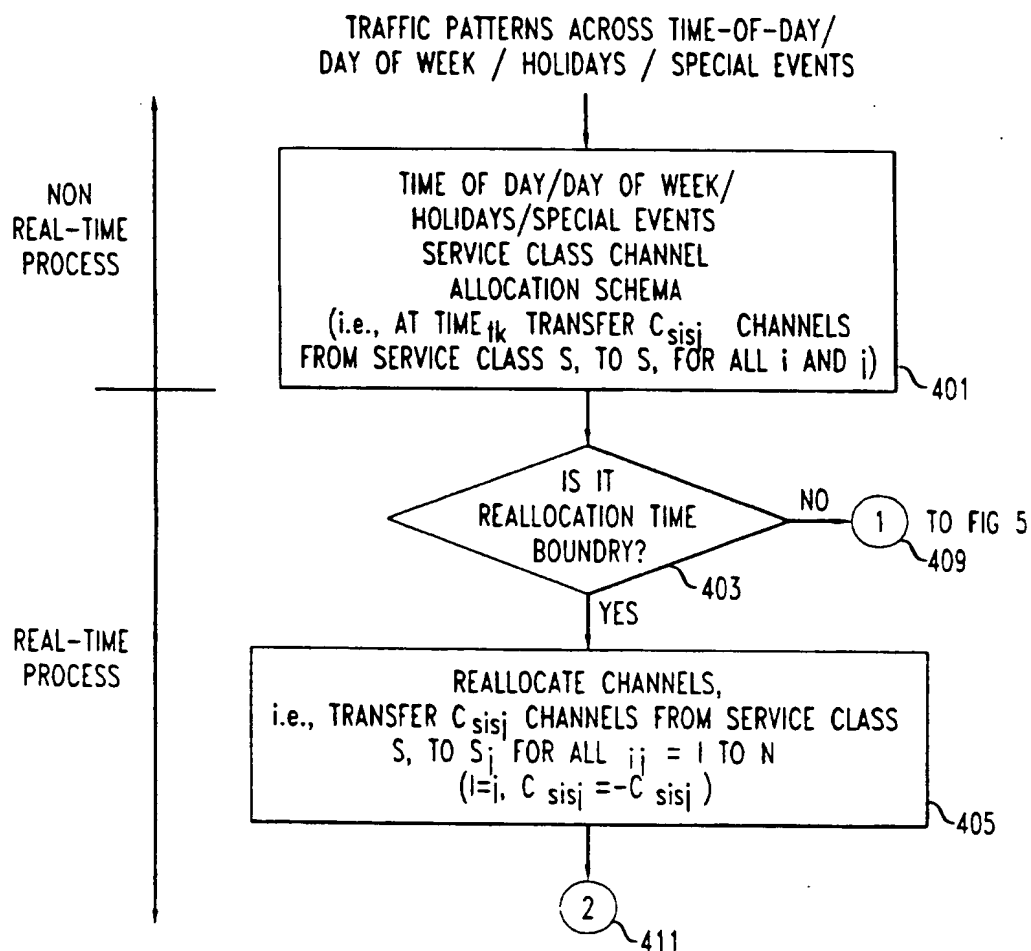 TRAFFIC PATTERNS ACROSS TIME-OF-DAY/
DAY OF WEEK / HOLIDAYS / SPECIAL EVENTS
NON
REAL-TIME
PROCESS
TIME OF DAY/DAY OF WEEK/
HOLIDAYS/SPECIAL EVENTS
SERVICE CLASS CHANNEL
ALLOCATION SCHEMA
(i.e., AT TIME tk TRANSFER C sisj CHANNELS
FROM SERVICE CLASS S, TO S, FOR ALL i AND j)
401
IS IT
REALLOCATION TIME
BOUNDRY?
403
NO
1
TO FIG 5
409
YES
REAL-TIME
PROCESS
REALLOCATE CHANNELS,
i.e., TRANSFER C sisj CHANNELS FROM SERVICE CLASS
S, TO S j FOR ALL ij = I TO N
(I=j, C sisj =-C sisj )
405
2
411